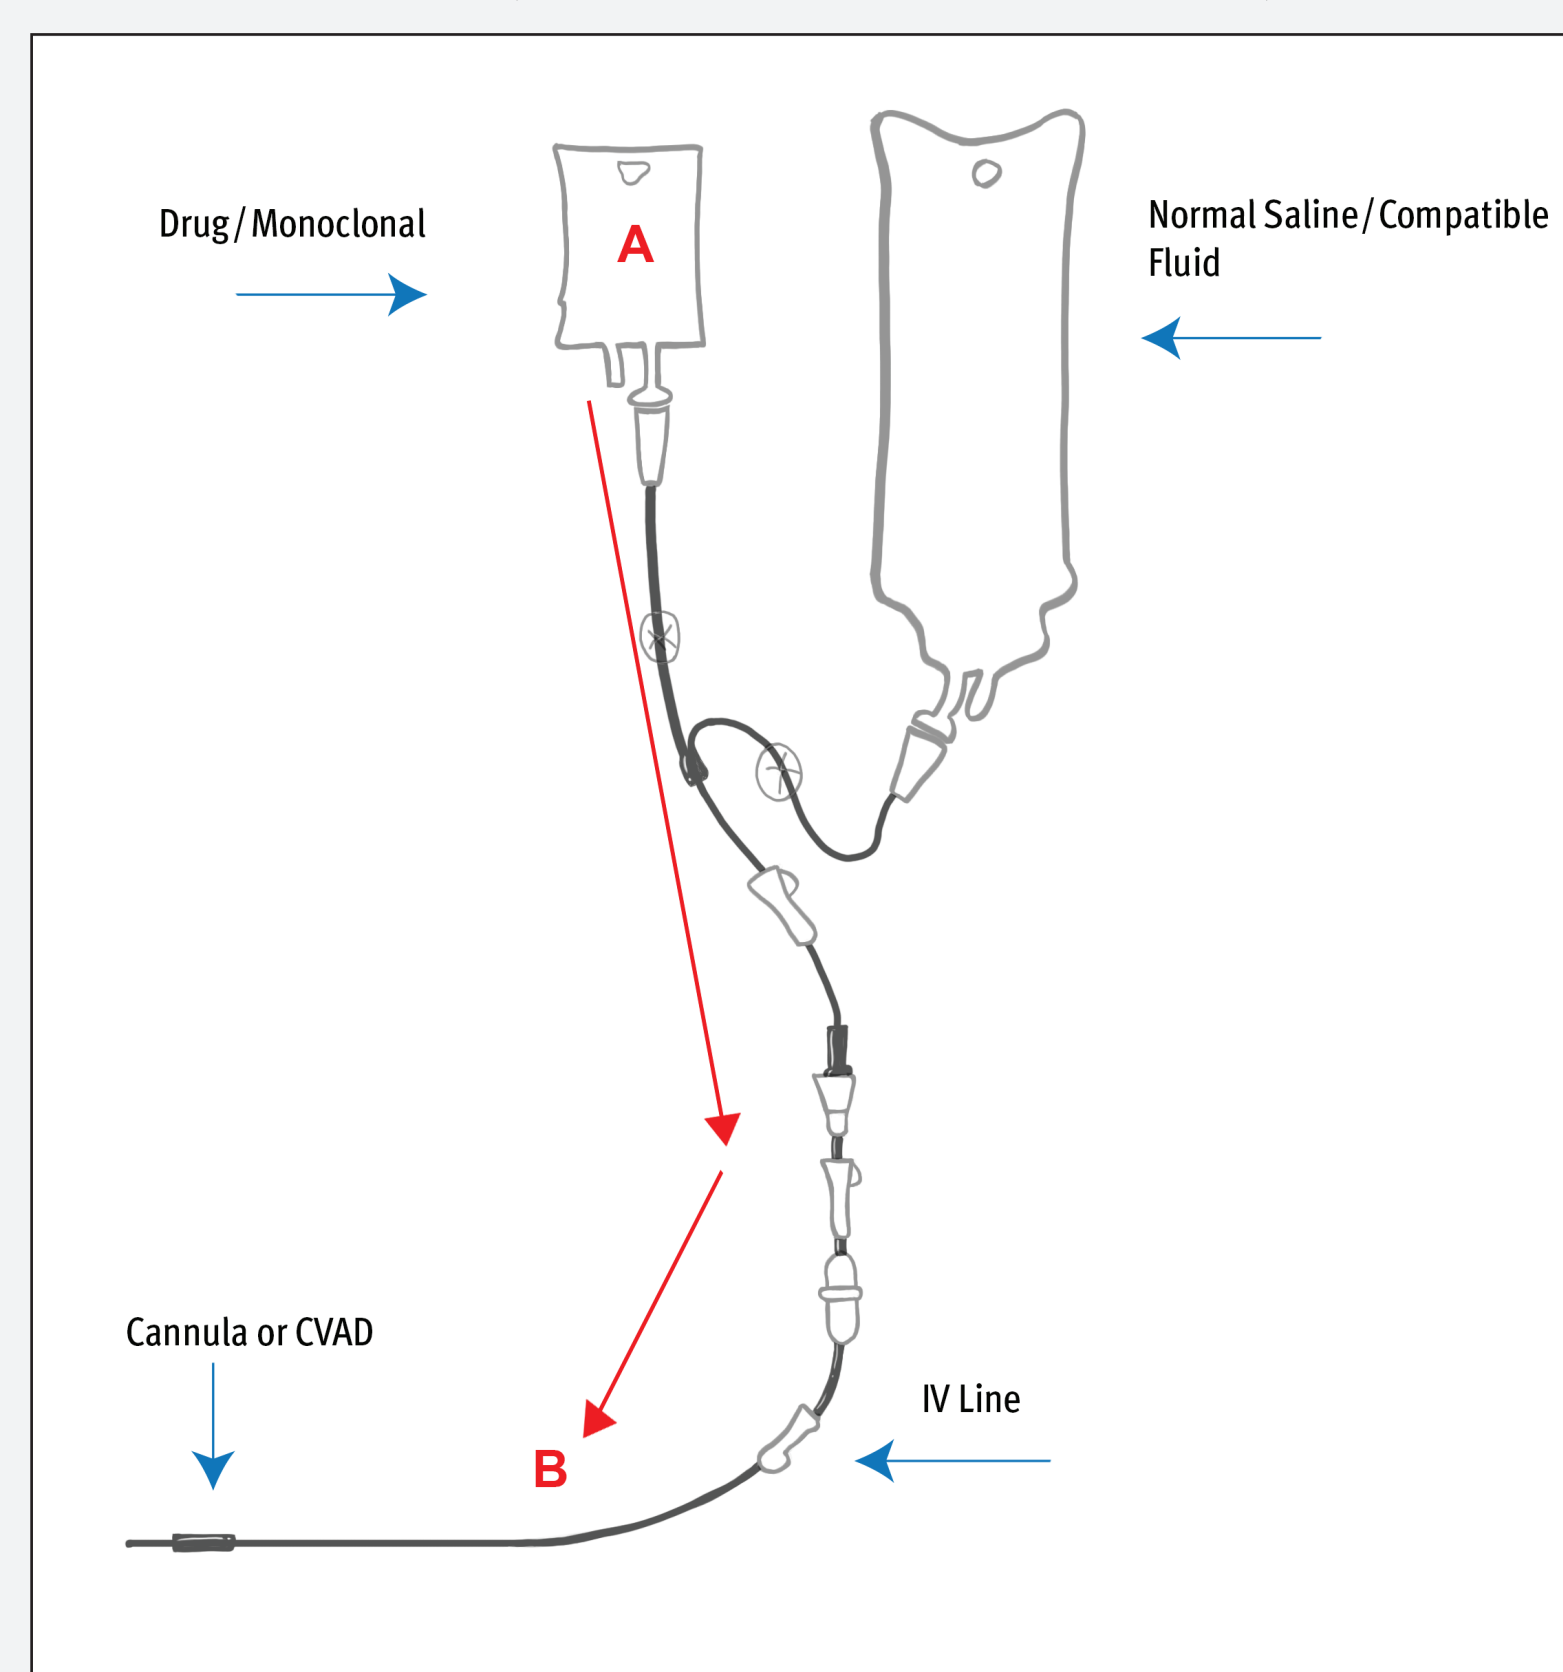 Drug/Monoclonal
A
Normal Saline/Compatible
Fluid
Cannula or CVAD
IV Line
B